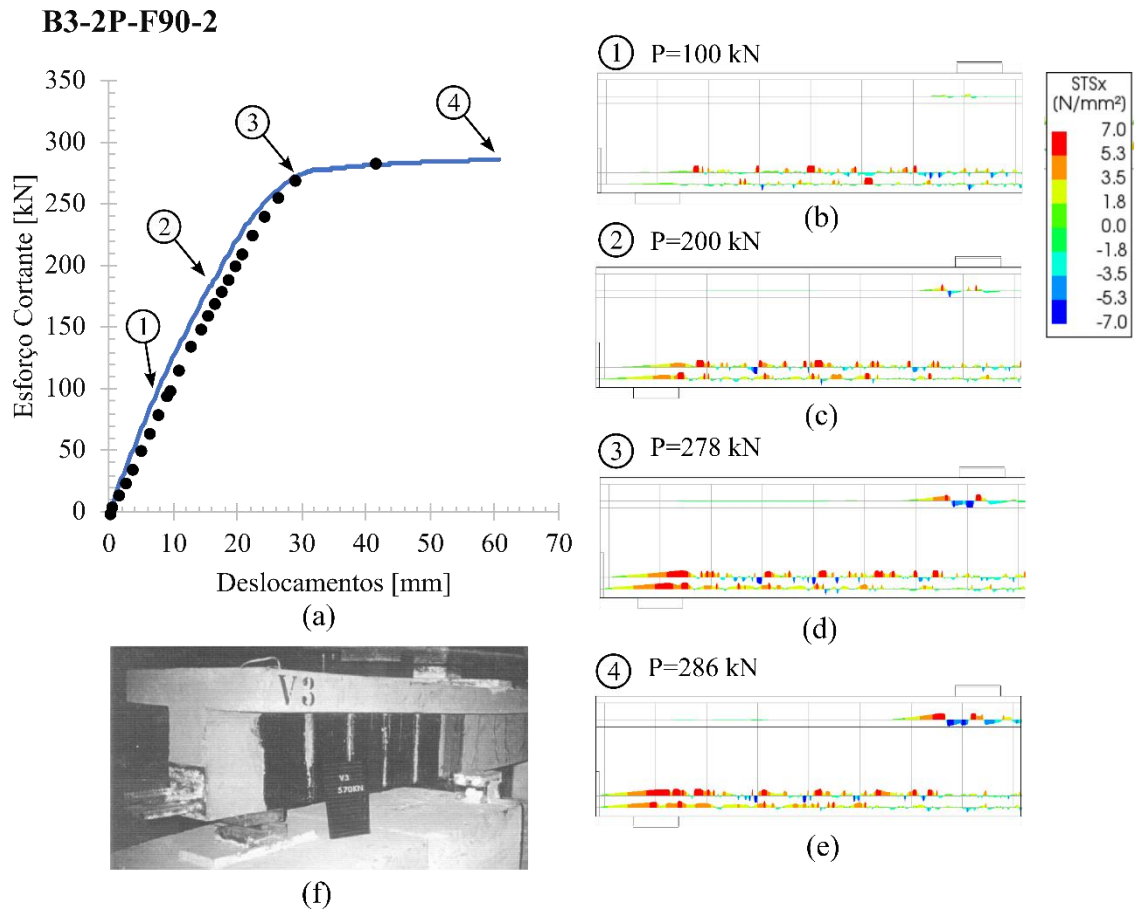 B3-2P-F90-2
Esforço Cortante [kN]
350
300
250
200
150
100
50
0
1
2
3
4
0 10 20 30 40 50 60 70
Deslocamentos [mm]
(a)
1 P=100 kN
(b)
2 P=200 kN
(c)
3 P=278 kN
(d)
4 P=286 kN
(e)
STSx
(N/mm²)
7.0
5.3
3.5
1.8
0.0
-1.8
-3.5
-5.3
-7.0
V3
V3
570KN
(f)